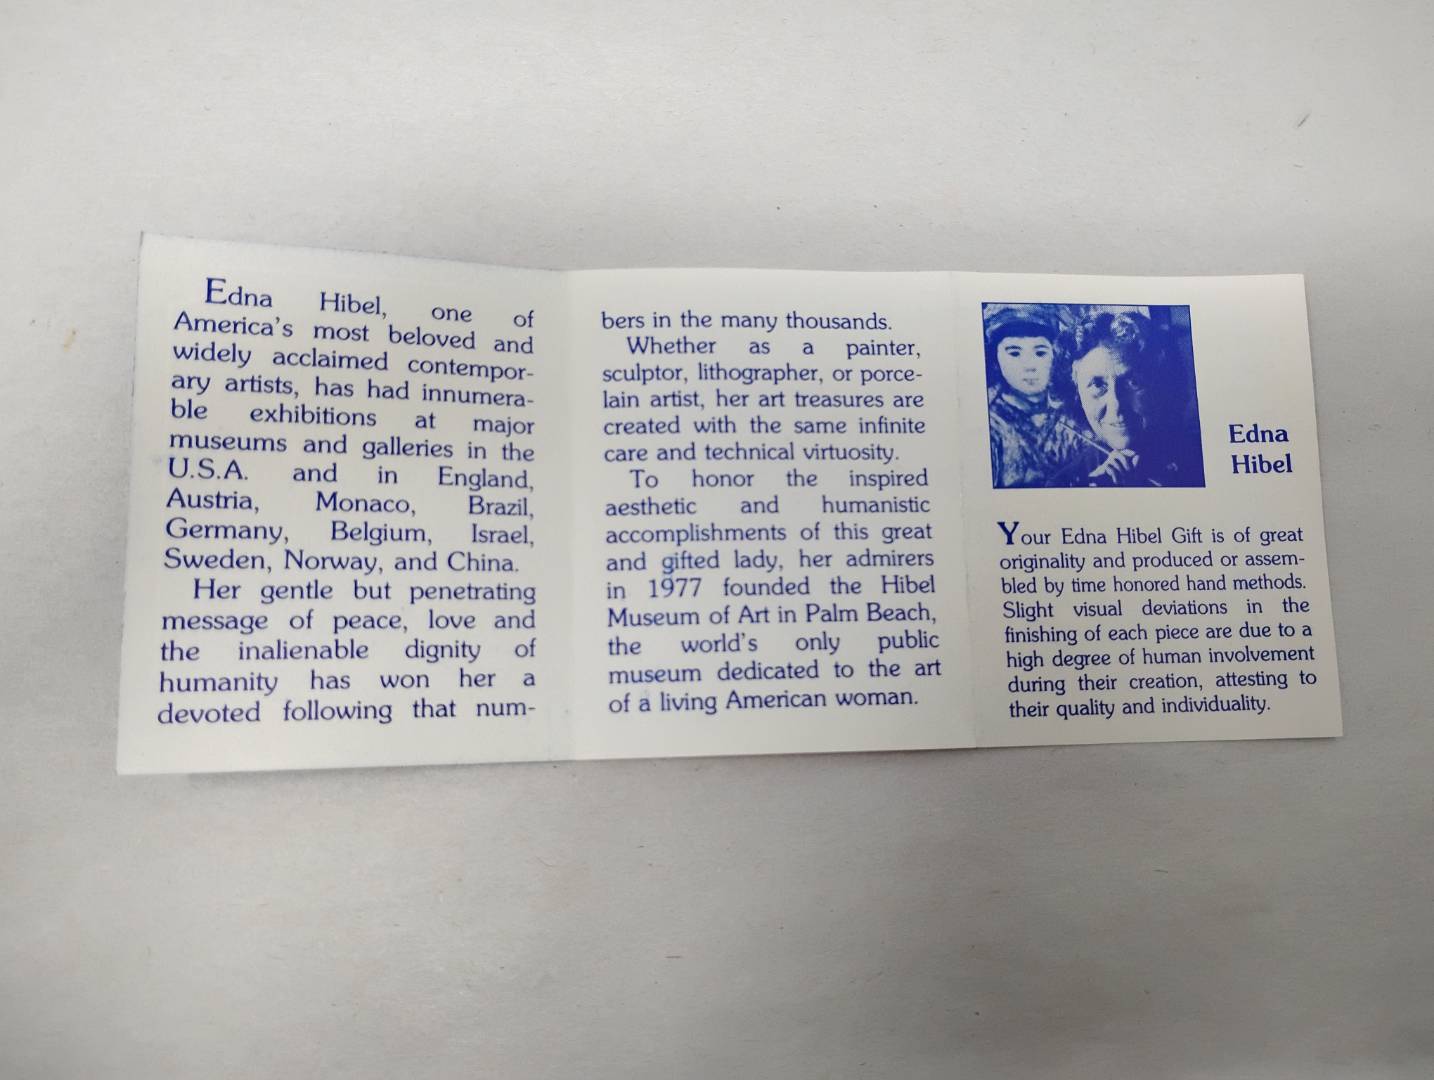 Edna Hibel, one of
America's most beloved and
widely acclaimed contempor-
ary artists, has had innumera-
ble exhibitions at major
museums and galleries in the
U.S.A. and in England,
Austria, Monaco, Brazil,
Germany, Belgium, Israel,
Sweden, Norway, and China.
Her gentle but penetrating
message of peace, love and
the inalienable dignity of
humanity has won her a
devoted following that num-
bers in the many thousands.
Whether as a painter,
sculptor, lithographer, or porce-
lain artist, her art treasures are
created with the same infinite
care and technical virtuosity.
To honor the inspired
aesthetic and humanistic
accomplishments of this great
and gifted lady, her admirers
in 1977 founded the Hibel
Museum of Art in Palm Beach,
the world's only public
museum dedicated to the art
of a living American woman.
Edna
Hibel
Your Edna Hibel Gift is of great
originality and produced or assem-
bled by time honored hand methods.
Slight visual deviations in the
finishing of each piece are due to a
high degree of human involvement
during their creation, attesting to
their quality and individuality.